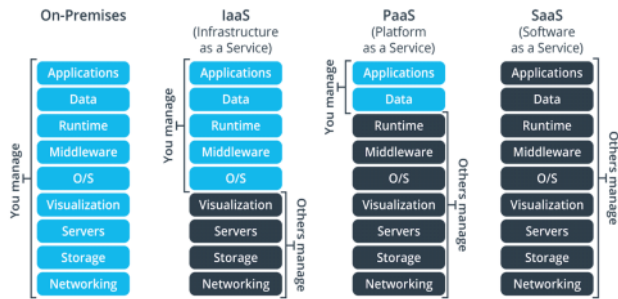 On-Premises
Applications
Data
Runtime
Middleware
O/S
Visualization
Servers
Storage
Networking
You manage
IaaS
(Infrastructure
as a Service)
Applications
Data
Runtime
Middleware
O/S
Visualization
Servers
Storage
Networking
You manage
Others manage
PaaS
(Platform
as a Service)
Applications
Data
Runtime
Middleware
O/S
Visualization
Servers
Storage
Networking
You manage
Others manage
SaaS
(Software
as a Service)
Applications
Data
Runtime
Middleware
O/S
Visualization
Servers
Storage
Networking
Others manage